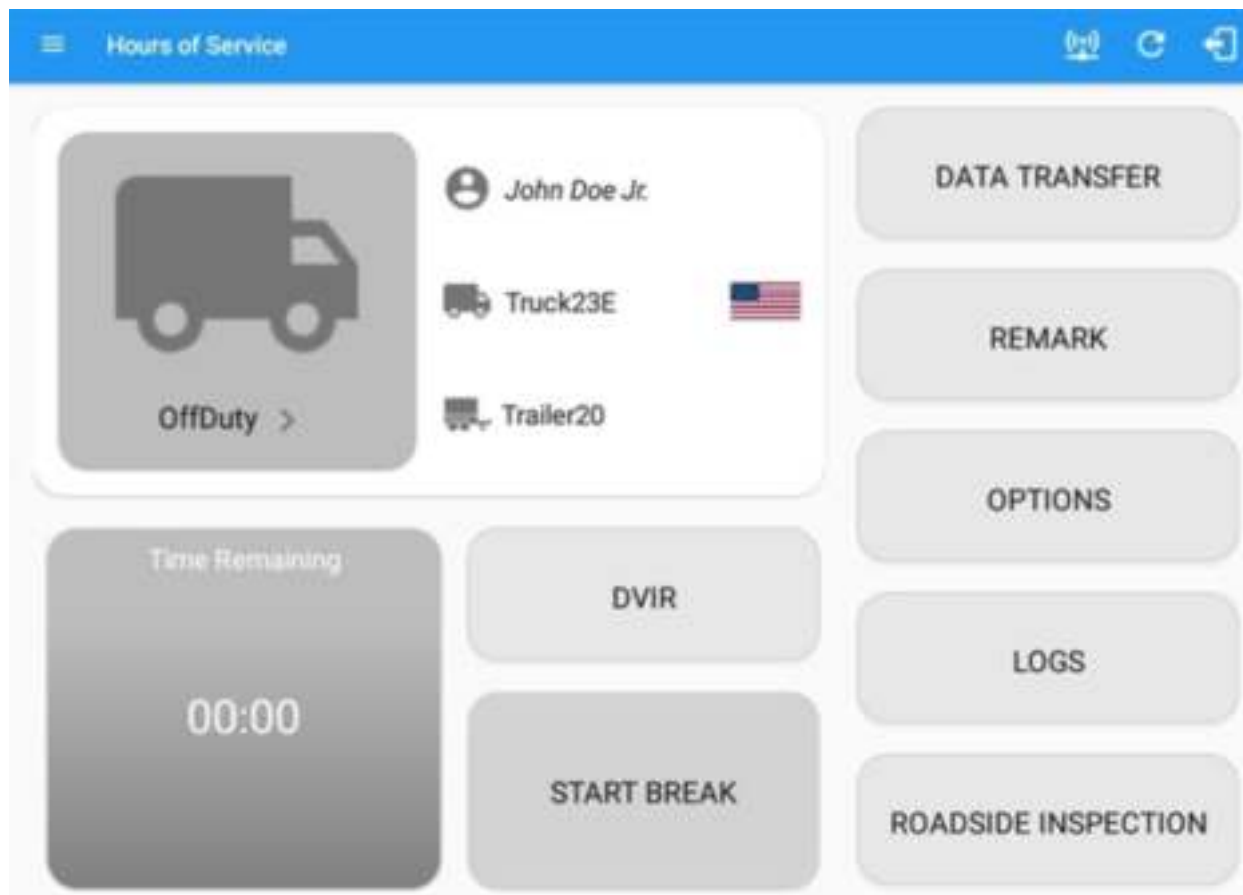 Hours of Service
John Doe Jr.
Truck23E
Trailer20
OffDuty
DATA TRANSFER
REMARK
OPTIONS
LOGS
ROADSIDE INSPECTION
Time Remaining
00:00
DVIR
START BREAK